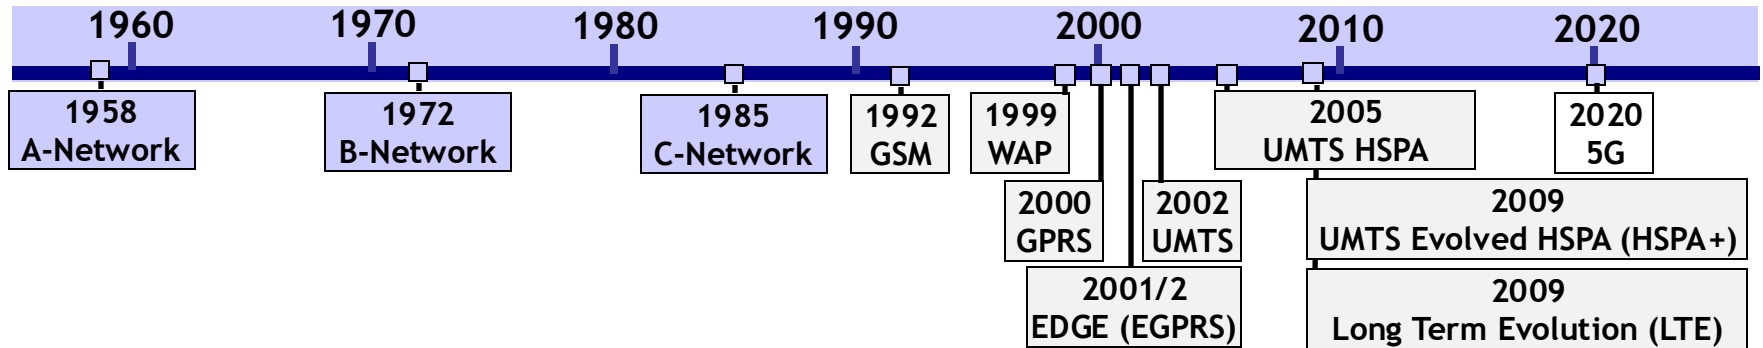 1960
1970
1980
1990
2000
2010
2020
1958
A-Network
1972
B-Network
1985
C-Network
1992
GSM
1999
WAP
2005
UMTS HSPA
2020
5G
2000
GPRS
2002
UMTS
2009
UMTS Evolved HSPA (HSPA+)
2001/2
EDGE (EGPRS)
2009
Long Term Evolution (LTE)